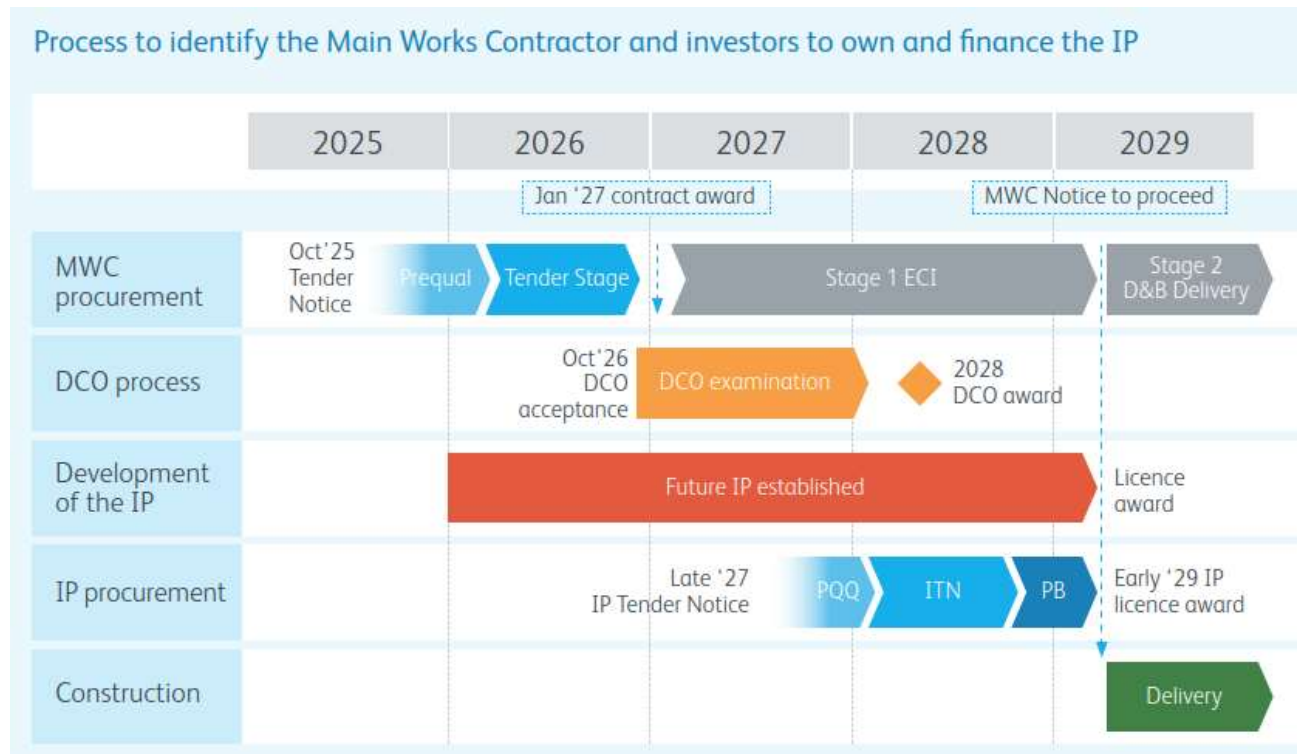 Process to identify the Main Works Contractor and investors to own and finance the IP
2025
2026
2027
2028
2029
Jan ‘27 contract award
MWC Notice to proceed
MWC
procurement
Oct’25
Tender
Notice
Prequal
Tender Stage
Stage 1 ECI
Stage 2
D&B Delivery
DCO process
Oct’26
DCO
acceptance
DCO examination
2028
DCO award
Development
of the IP
Future IP established
Licence
award
IP procurement
Late ‘27
IP Tender Notice
PQQ
ITN
PB
Early ‘29 IP
licence award
Construction
Delivery